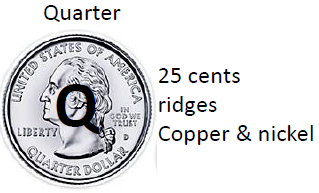 Quarter
UNITED STATES OF AMERICA
Q
IN
GOD WE
TRUST
LIBERTY
D
QUARTER DOLLAR
25 cents
ridges
Copper & nickel